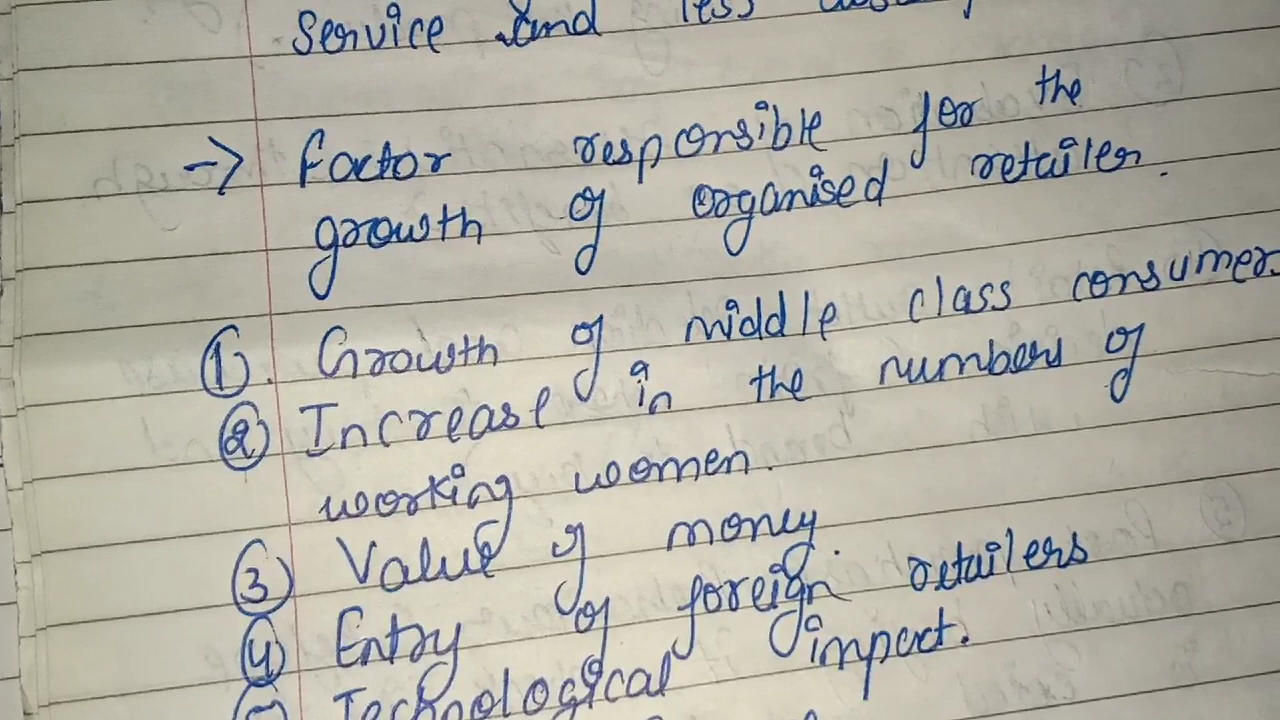 Service and less
→ Factor responsible for the
growth of organised retailer.
① Growth of middle class consumer.
② Increase in the numbers of
working women.
③ Value of money.
④ Entry of foreign retailers
Technological impact.